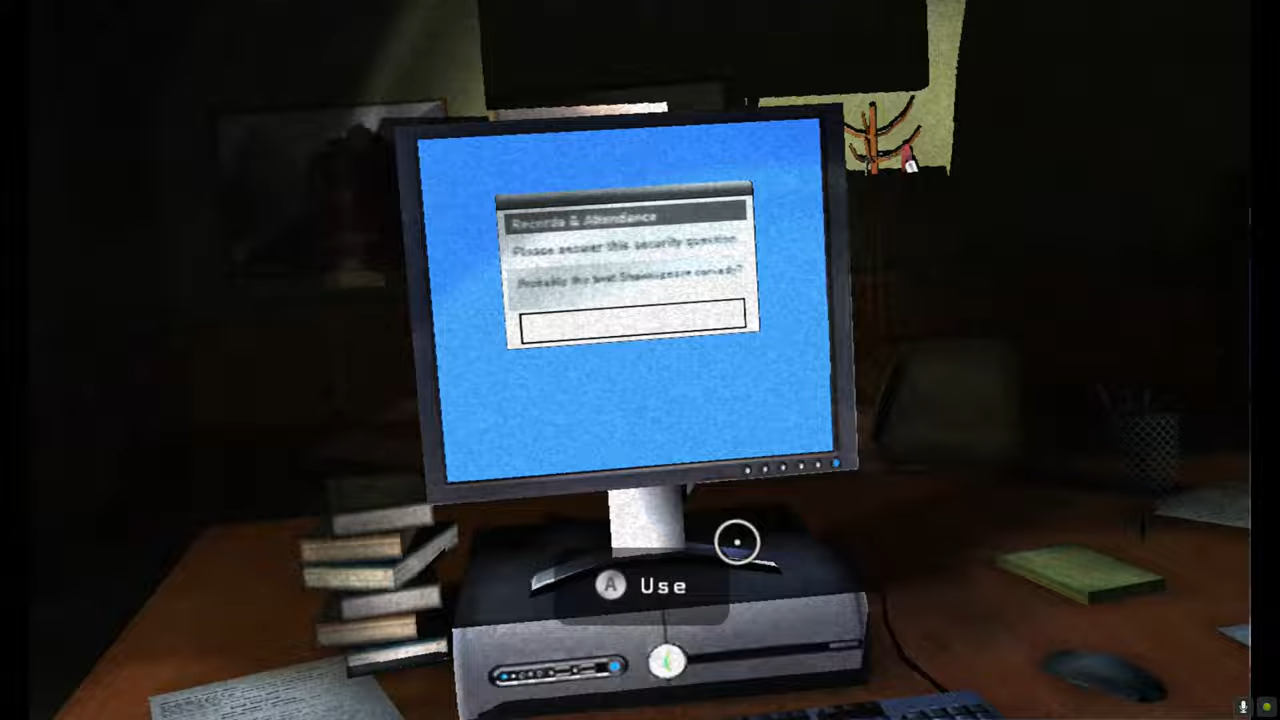 Records & Attendance
Please answer this security question
Probably the best Shakespeare comedy?
A Use